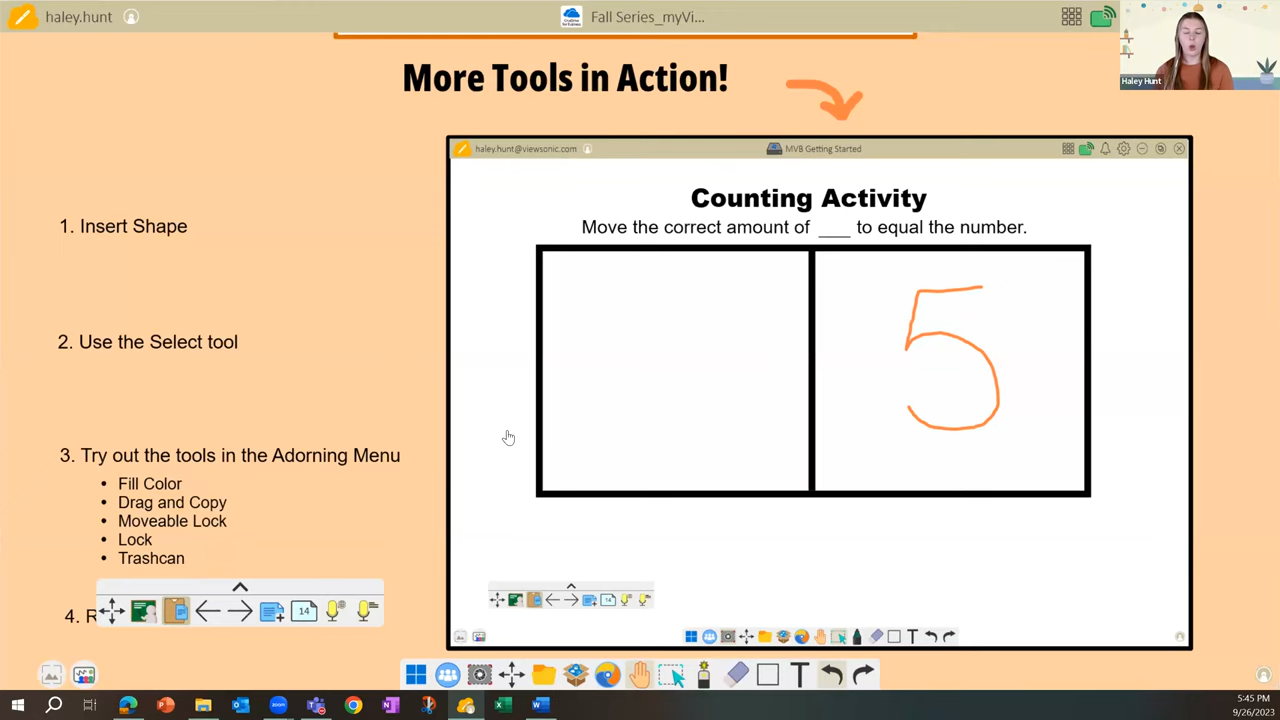 haley.hunt
Fall Series_myVi...
Haley Hunt
More Tools in Action!
haley.hunt@viewsonic.com
MVB Getting Started
Counting Activity
Move the correct amount of ___ to equal the number.
5
1. Insert Shape
2. Use the Select tool
3. Try out the tools in the Adorning Menu
• Fill Color
• Drag and Copy
• Moveable Lock
• Lock
• Trashcan
4. R
14
14
T
T
5:45 PM
9/26/2023